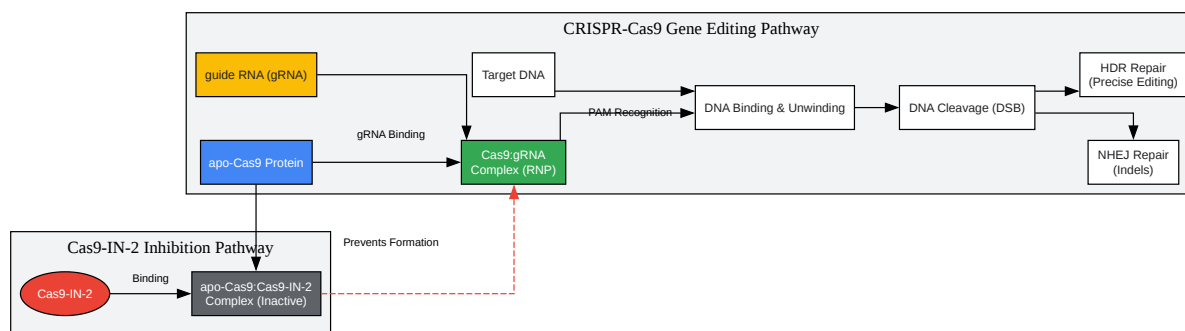 CRISPR-Cas9 Gene Editing Pathway
guide RNA (gRNA)
Target DNA
HDR Repair
(Precise Editing)
DNA Binding & Unwinding
DNA Cleavage (DSB)
PAM Recognition
gRNA Binding
apo-Cas9 Protein
Cas9:gRNA
Complex (RNP)
NHEJ Repair
(Indels)
Prevents Formation
Cas9-IN-2 Inhibition Pathway
Binding
Cas9-IN-2
apo-Cas9:Cas9-IN-2
Complex (Inactive)